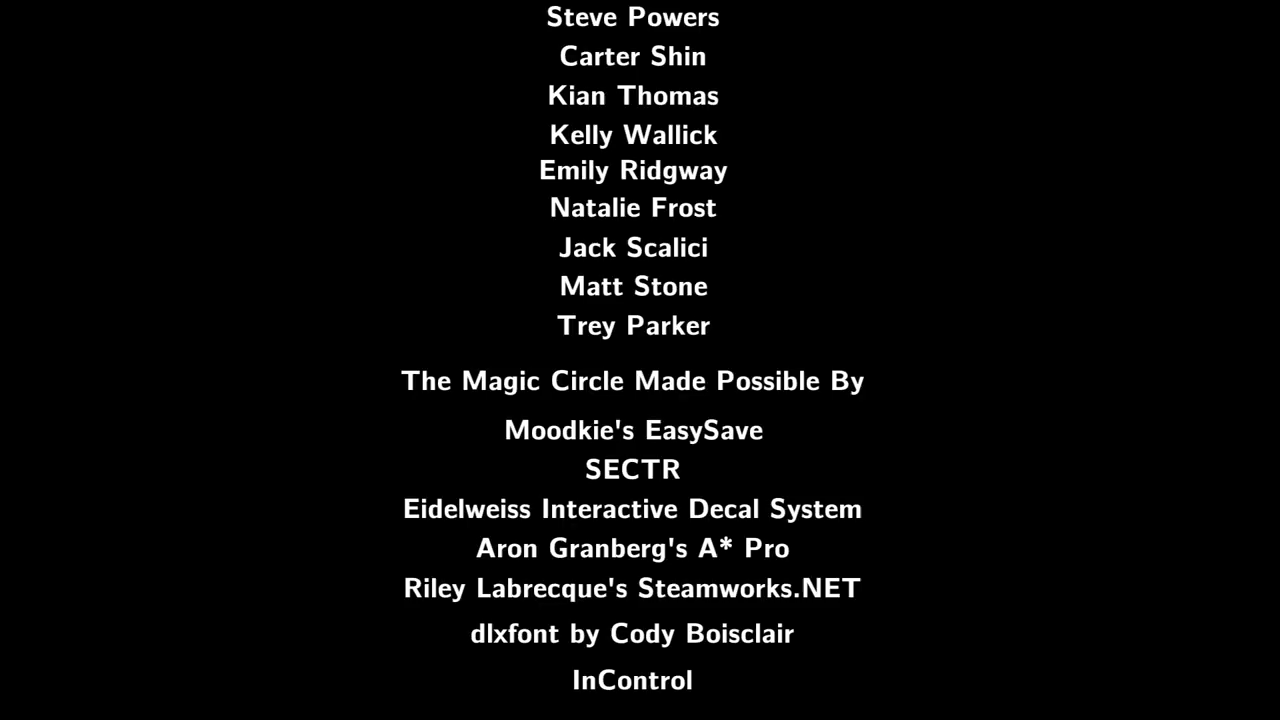 Steve Powers
Carter Shin
Kian Thomas
Kelly Wallick
Emily Ridgway
Natalie Frost
Jack Scalici
Matt Stone
Trey Parker
The Magic Circle Made Possible By
Moodkie's EasySave
SECTR
Eidelweiss Interactive Decal System
Aron Granberg's A* Pro
Riley Labrecque's Steamworks.NET
dlxfont by Cody Boisclair
InControl